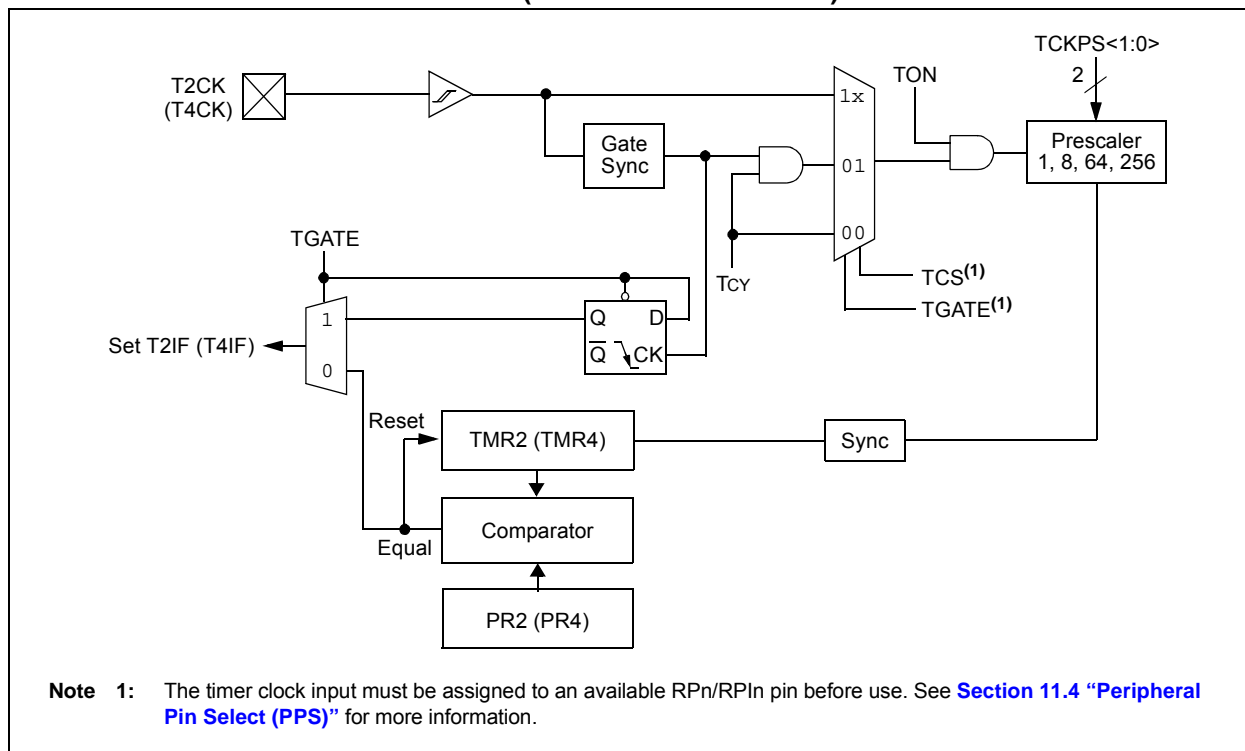 TCKPS<1:0>
2
TON
T2CK
(T4CK)
1x
Gate
Sync
Prescaler
1, 8, 64, 256
01
00
TGATE
TCY
TCS(1)
TGATE(1)
1
Q
D
Set T2IF (T4IF)
Q
CK
0
Reset
TMR2 (TMR4)
Sync
Comparator
Equal
PR2 (PR4)
Note 1: The timer clock input must be assigned to an available RPn/RPIn pin before use. See Section 11.4 “Peripheral
Pin Select (PPS)” for more information.